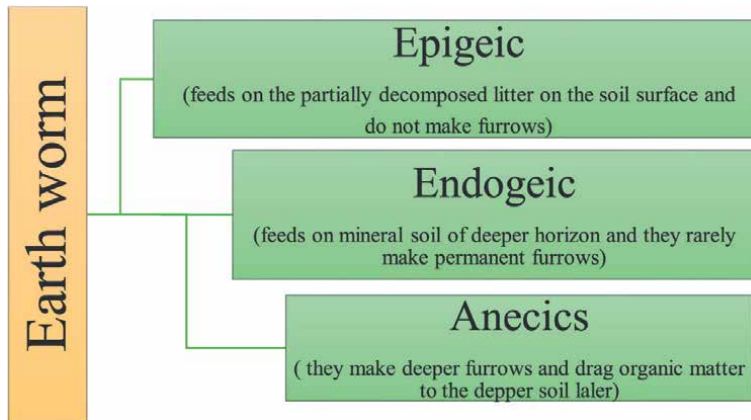 Earth worm
Epigeic
(feeds on the partially decomposed litter on the soil surface and
do not make furrows)
Endogeic
(feeds on mineral soil of deeper horizon and they rarely
make permanent furrows)
Anecics
( they make deeper furrows and drag organic matter
to the depper soil laler)